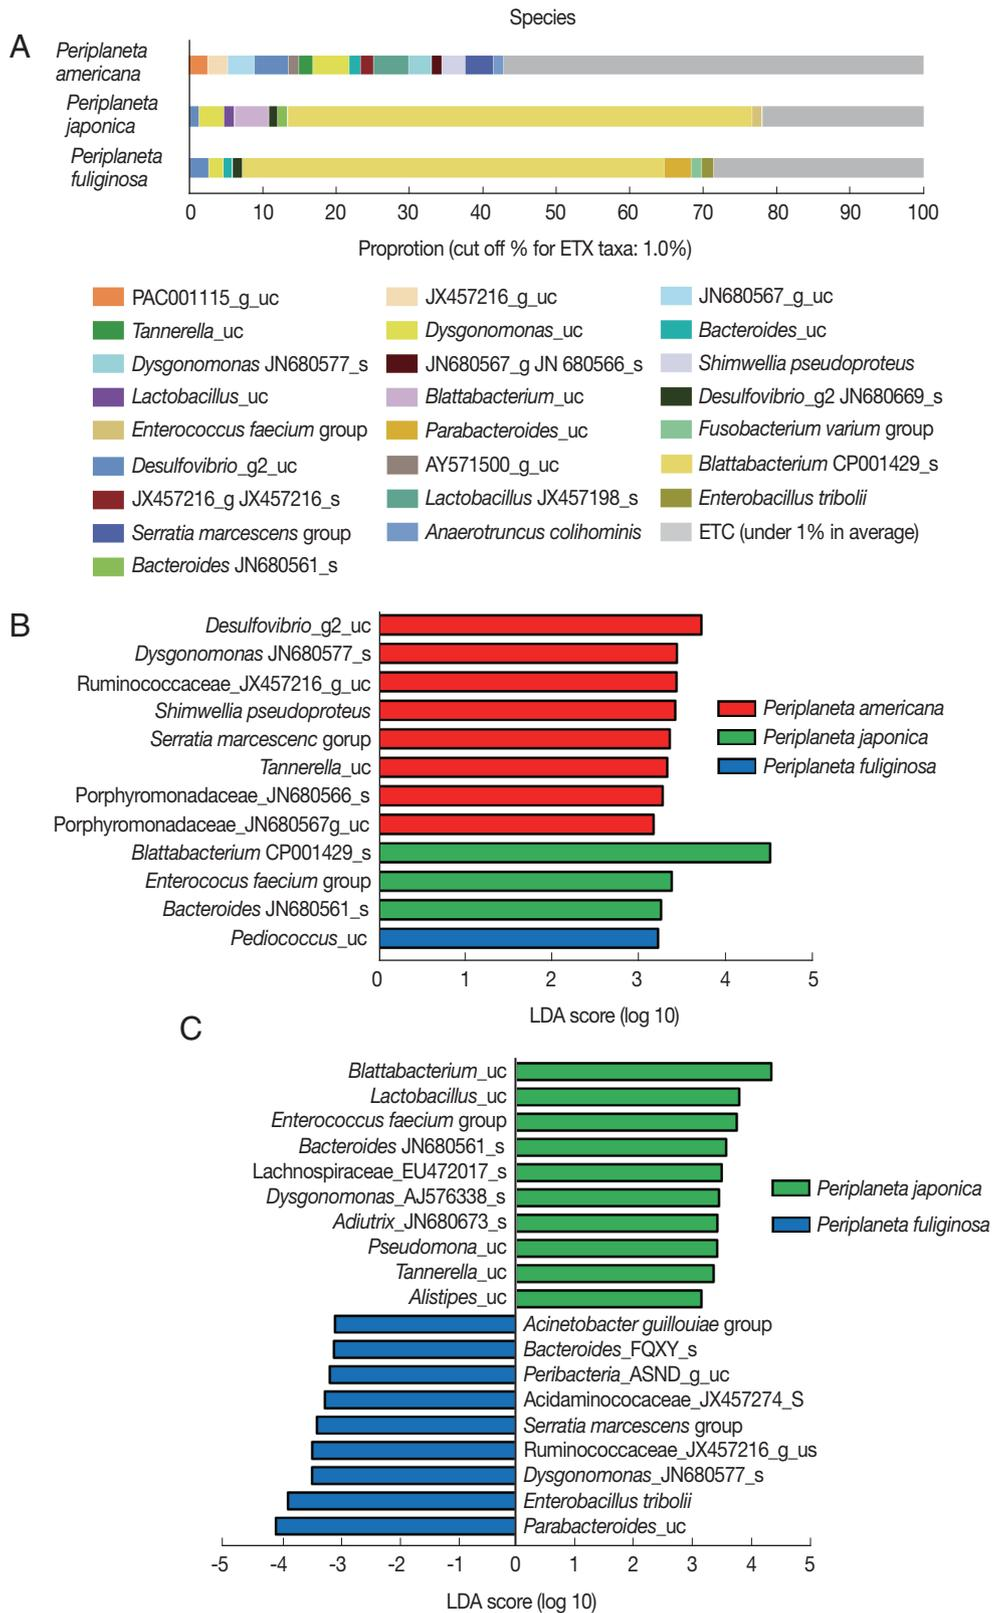 Species
A
Periplaneta
americana
Periplaneta
japonica
Periplaneta
fuliginosa
0 10 20 30 40 50 60 70 80 90 100
Proprotion (cut off % for ETX taxa: 1.0%)
PAC001115_g_uc JX457216_g_uc JN680567_g_uc
Tannerella_uc Dysgonomonas_uc Bacteroides_uc
Dysgonomonas JN680577_s JN680567_g JN 680566_s Shimwellia pseudoproteus
Lactobacillus_uc Blattabacterium_uc Desulfovibrio_g2 JN680669_s
Enterococcus faecium group Parabacteroides_uc Fusobacterium varium group
Desulfovibrio_g2_uc AY571500_g_uc Blattabacterium CP001429_s
JX457216_g JX457216_s Lactobacillus JX457198_s Enterobacillus tribolii
Serratia marcescens group Anaerotruncus colihominis ETC (under 1% in average)
Bacteroides JN680561_s
B
Desulfovibrio_g2_uc
Dysgonomonas JN680577_s
Ruminococcaceae_JX457216_g_uc
Shimwellia pseudoproteus
Serratia marcescenc gorup
Tannerella_uc
Porphyromonadaceae_JN680566_s
Porphyromonadaceae_JN680567g_uc
Blattabacterium CP001429_s
Enterococus faecium group
Bacteroides JN680561_s
Pediococcus_uc
Periplaneta americana
Periplaneta japonica
Periplaneta fuliginosa
0 1 2 3 4 5
LDA score (log 10)
C
Blattabacterium_uc
Lactobacillus_uc
Enterococcus faecium group
Bacteroides JN680561_s
Lachnospiraceae_EU472017_s
Dysgonomonas_AJ576338_s
Adiutrix_JN680673_s
Pseudomona_uc
Tannerella_uc
Alistipes_uc
Periplaneta japonica
Periplaneta fuliginosa
Acinetobacter guillouiae group
Bacteroides_FQXY_s
Peribacteria_ASND_g_uc
Acidaminococaceae_JX457274_S
Serratia marcescens group
Ruminococcaceae_JX457216_g_us
Dysgonomonas_JN680577_s
Enterobacillus tribolii
Parabacteroides_uc
-5 -4 -3 -2 -1 0 1 2 3 4 5
LDA score (log 10)